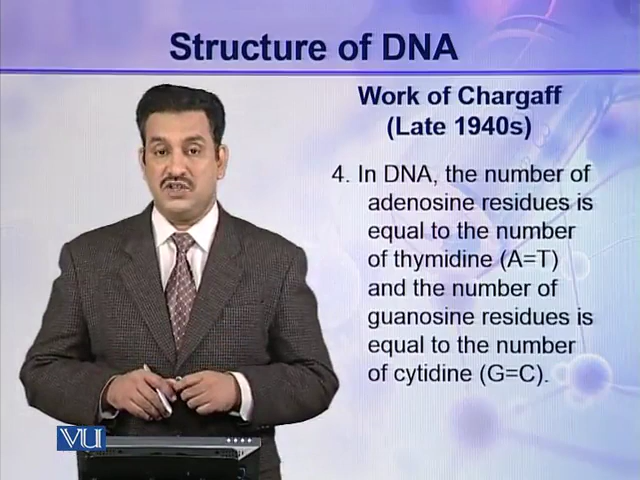 Structure of DNA
Work of Chargaff
(Late 1940s)
4. In DNA, the number of
adenosine residues is
equal to the number
of thymidine (A=T)
and the number of
guanosine residues is
equal to the number
of cytidine (G=C).
VU